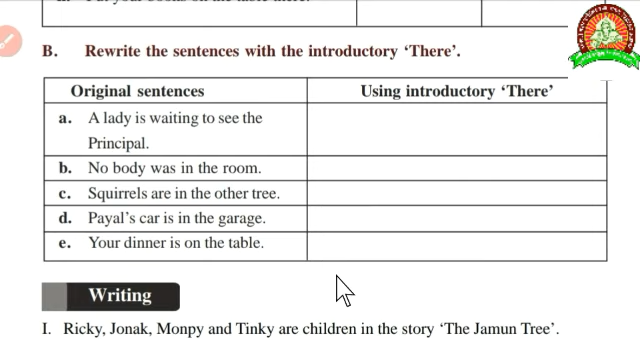 B. Rewrite the sentences with the introductory ‘There’.
Original sentences Using introductory ‘There’
a. A lady is waiting to see the
Principal.
b. No body was in the room.
c. Squirrels are in the other tree.
d. Payal’s car is in the garage.
e. Your dinner is on the table.
Writing
I. Ricky, Jonak, Monpy and Tinky are children in the story ‘The Jamun Tree’.